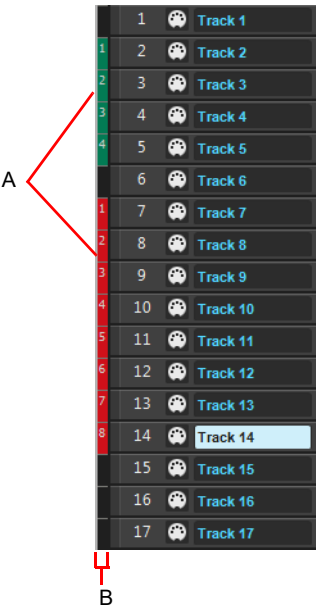 1 Track 1
1 2 Track 2
2 3 Track 3
3 4 Track 4
4 5 Track 5
6 Track 6
A
1 7 Track 7
2 8 Track 8
3 9 Track 9
4 10 Track 10
5 11 Track 11
6 12 Track 12
7 13 Track 13
8 14 Track 14
15 Track 15
16 Track 16
17 Track 17
B